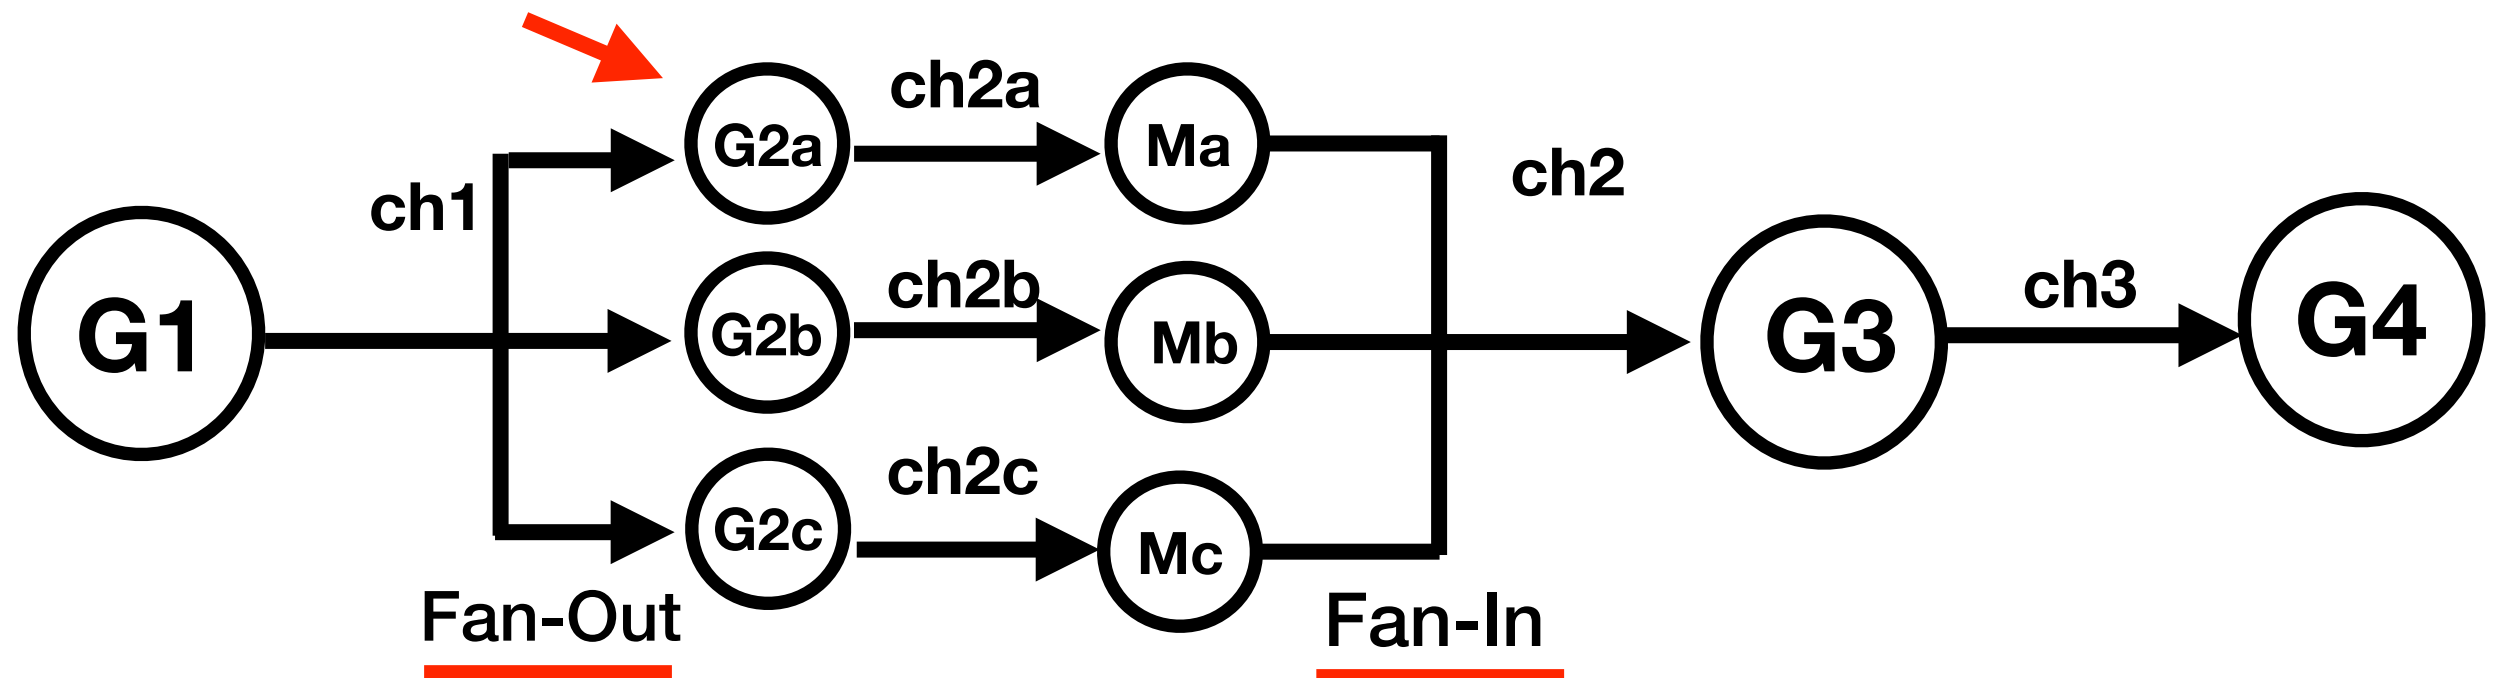 G1
ch1
G2a
ch2a
Ma
G2b
ch2b
Mb
G2c
ch2c
Mc
ch2
G3
ch3
G4
Fan-Out
Fan-In